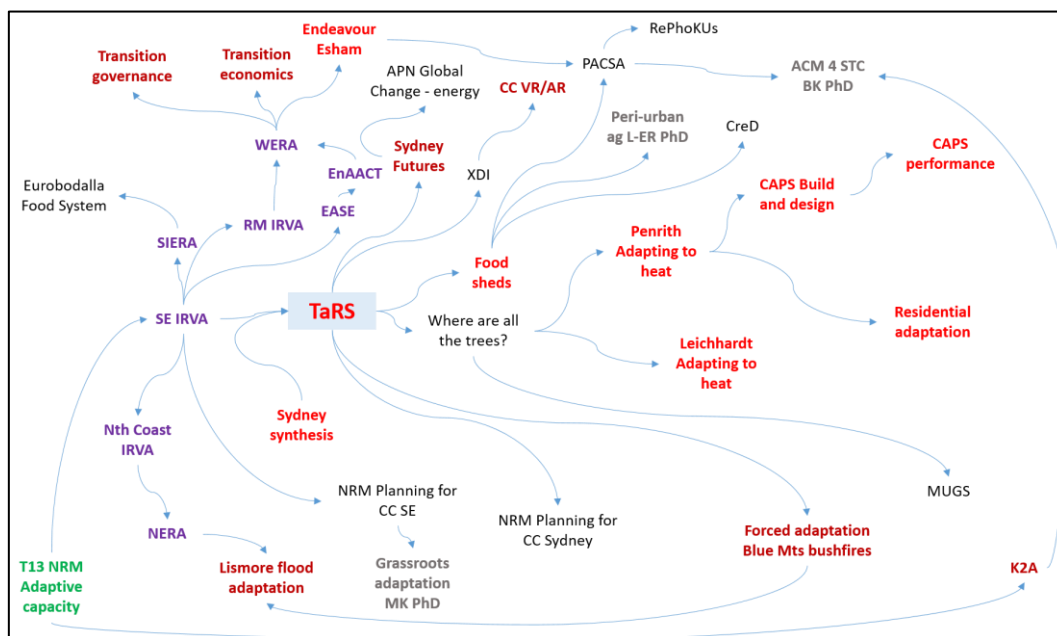 Endeavour
Esham
RePhoKUs
Transition
governance
Transition
economics
APN Global
Change - energy
PACSA
ACM 4 STC
BK PhD
CC VR/AR
Peri-urban
ag L-ER PhD
CreD
WERA
Sydney
Futures
EnAACT
XDI
CAPS
performance
Eurobodalla
Food System
EASE
CAPS Build
and design
RM IRVA
SIERA
Food
sheds
Penrith
Adapting to
heat
SE IRVA
TaRS
Where are all
the trees?
Residential
adaptation
Leichhardt
Adapting to
heat
Sydney
synthesis
Nth Coast
IRVA
NRM Planning for
CC SE
MUGS
NERA
NRM Planning for
CC Sydney
Forced adaptation
Blue Mts bushfires
T13 NRM
Adaptive
capacity
Lismore flood
adaptation
Grassroots
adaptation
MK PhD
K2A